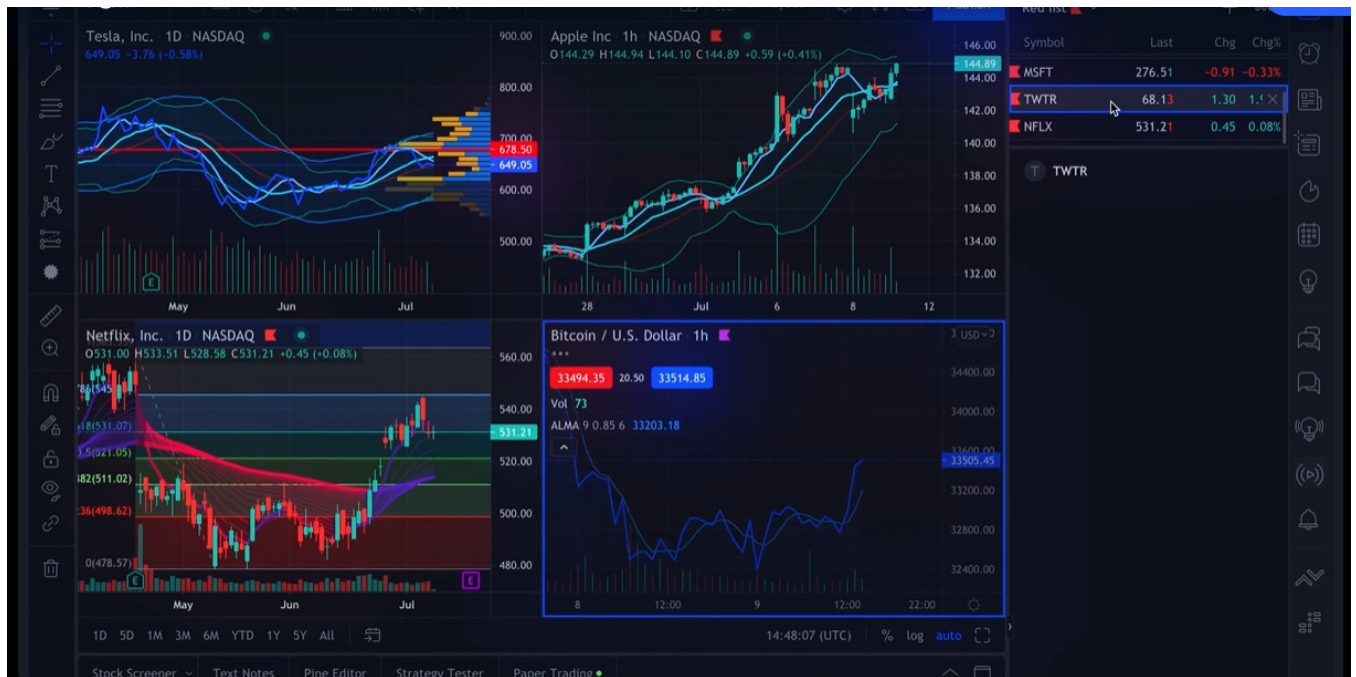 Red list
Tesla, Inc. 1D NASDAQ
649.05 −3.76 (−0.58%)
900.00
800.00
700.00
678.50
649.05
600.00
500.00
May Jun Jul
Apple Inc 1h NASDAQ
O144.29 H144.94 L144.10 C144.89 +0.59 (+0.41%)
146.00
144.89
144.00
142.00
140.00
138.00
136.00
134.00
132.00
28 Jul 6 8 12
Symbol Last Chg Chg%
MSFT 276.51 −0.91 −0.33%
TWTR 68.13 1.30
NFLX 531.21 0.45 0.08%
T TWTR
Netflix, Inc. 1D NASDAQ
O531.00 H533.51 L528.58 C531.21 +0.45 (+0.08%)
(531.07)
(521.05)
382(511.02)
(498.62)
0(478.57)
E
E
560.00
540.00
531.21
520.00
500.00
480.00
May Jun Jul
Bitcoin / U.S. Dollar 1h
USD
33494.35 20.50 33514.85
Vol 73
ALMA 9 0.85 6 33203.18
34400.00
34000.00
33600.00
33505.45
33200.00
32800.00
32400.00
8 12:00 9 12:00 22:00
E
1D 5D 1M 3M 6M YTD 1Y 5Y All
14:48:07 (UTC) % log auto
Stock Screener Text Notes Pine Editor Strategy Tester Paper Trading